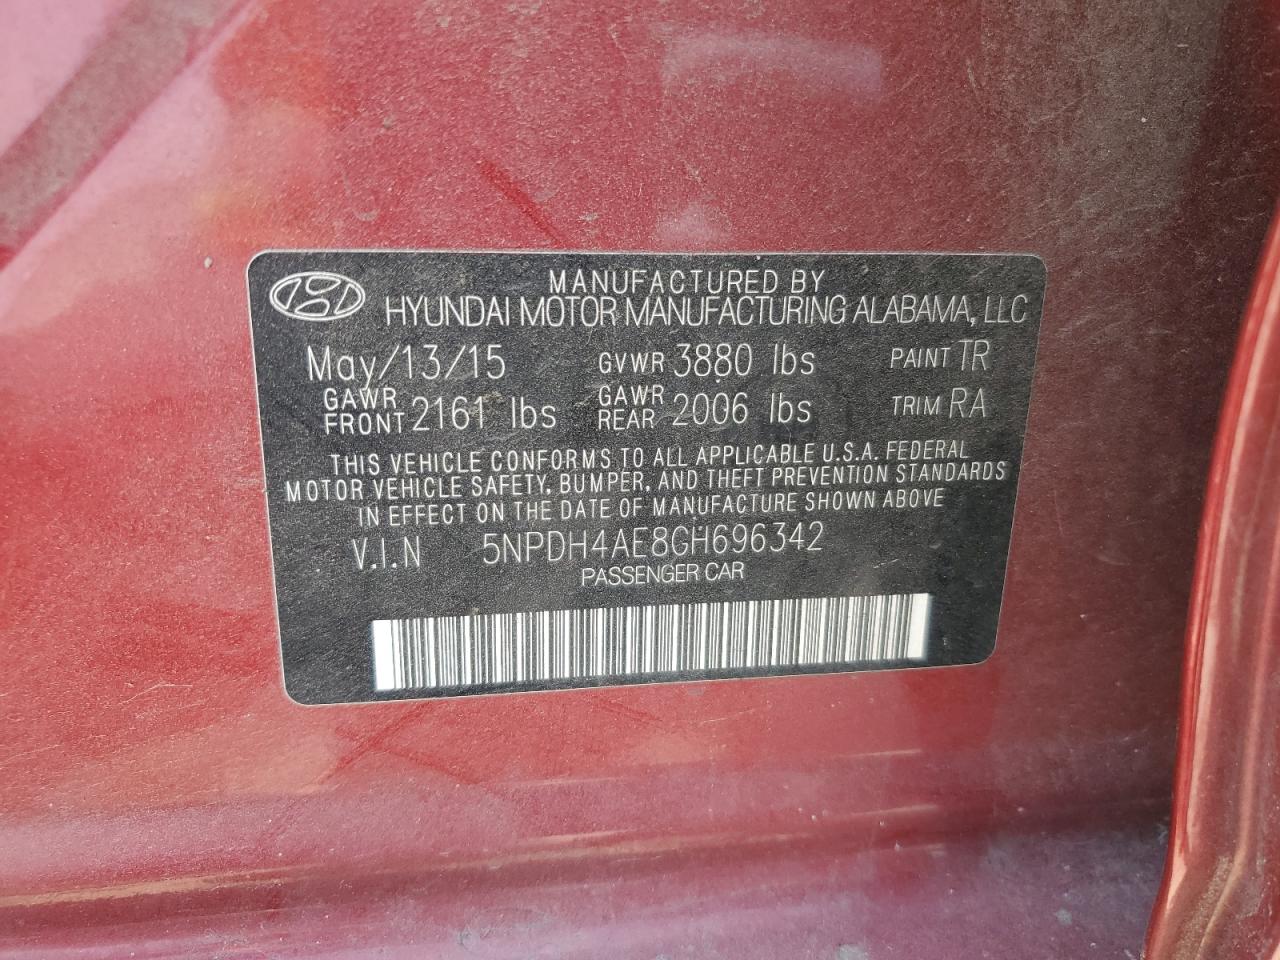 MANUFACTURED BY
HYUNDAI MOTOR MANUFACTURING ALABAMA, LLC
May/13/15 GVWR 3880 lbs PAINT TR
GAWR FRONT 2161 lbs GAWR REAR 2006 lbs TRIM RA
THIS VEHICLE CONFORMS TO ALL APPLICABLE U.S.A. FEDERAL
MOTOR VEHICLE SAFETY, BUMPER, AND THEFT PREVENTION STANDARDS
IN EFFECT ON THE DATE OF MANUFACTURE SHOWN ABOVE
V.I.N 5NPDH4AE8GH696342
PASSENGER CAR